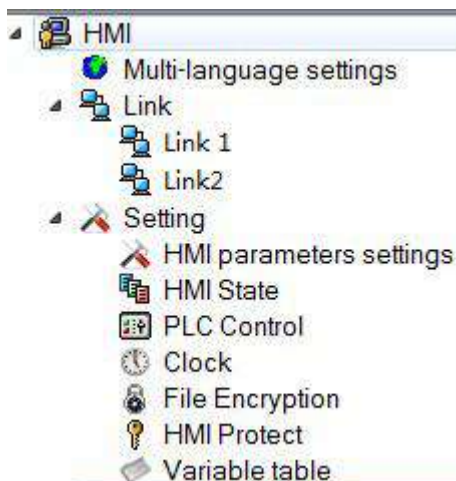 HMI
Multi-language settings
Link
Link 1
Link2
Setting
HMI parameters settings
HMI State
PLC Control
Clock
File Encryption
HMI Protect
Variable table